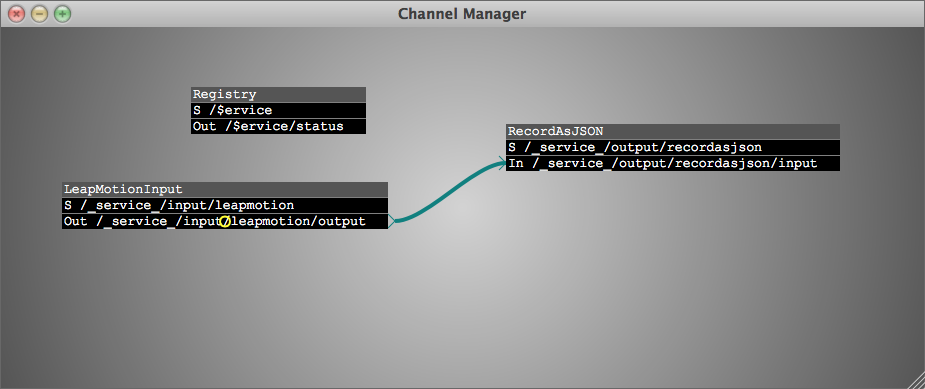 Channel Manager
Registry
S /$ervice
Out /$ervice/status
RecordAsJSON
S /_service_/output/recordasjson
In /_service_/output/recordasjson/input
LeapMotionInput
S /_service_/input/leapmotion
Out /_service_/input/leapmotion/output